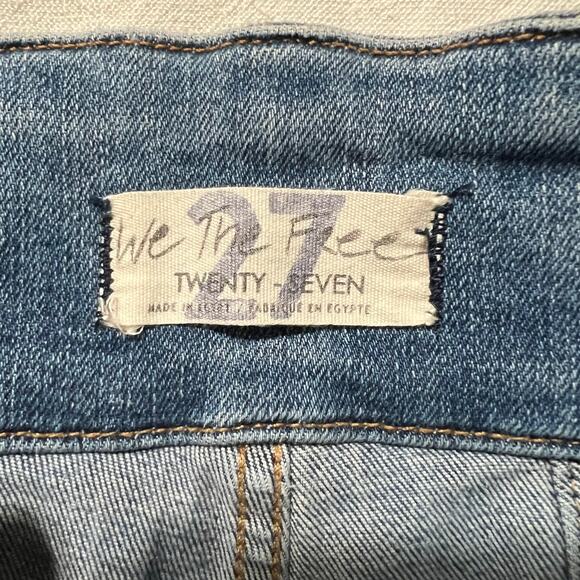 27
We The Free
TWENTY - SEVEN
MADE IN EGYPT / FABRIQUE EN EGYPTE